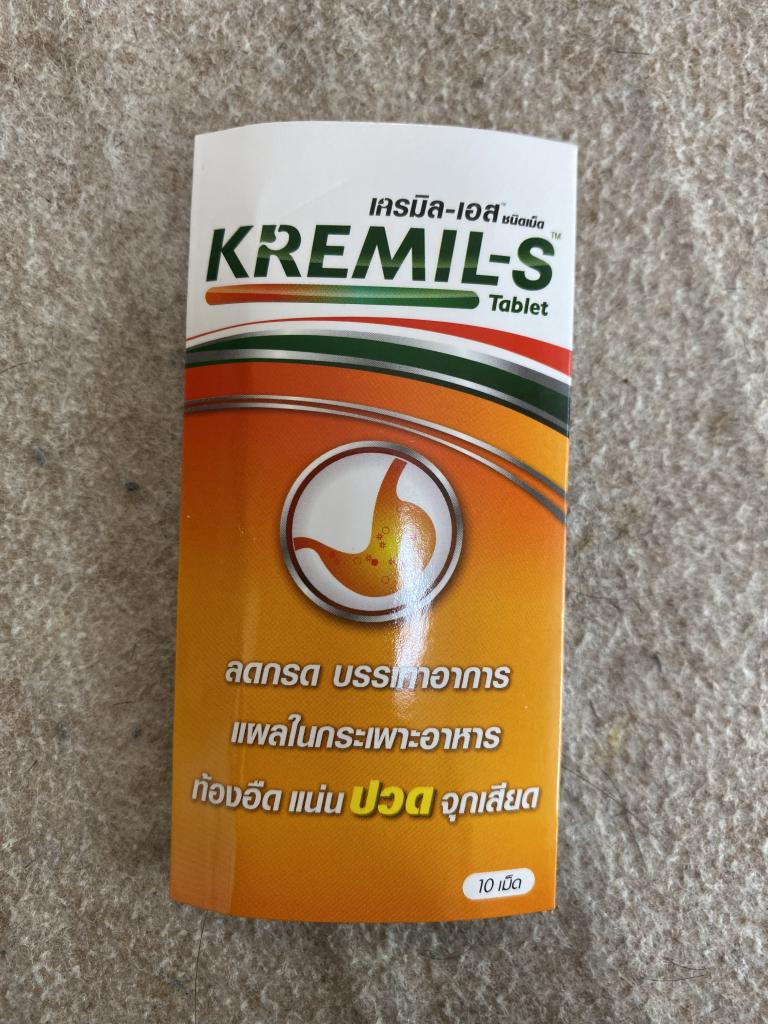 เครมิล-เอส™ ชนิดเม็ด
KREMIL-S™
Tablet
ลดกรด บรรเทาอาการ
แผลในกระเพาะอาหาร
ท้องอืด แน่น ปวด จุกเสียด
10 เม็ด